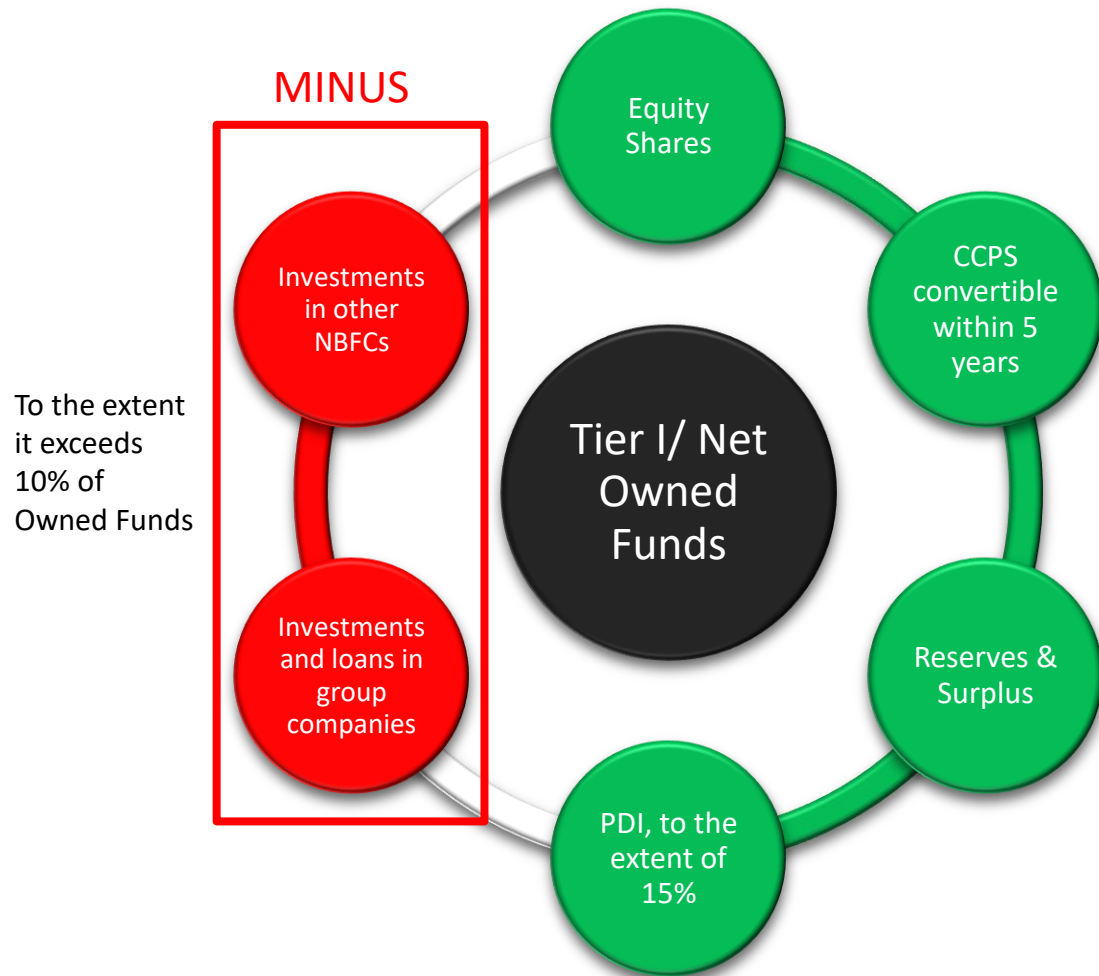 MINUS
Equity
Shares
CCPS
convertible
within 5
years
Reserves &
Surplus
PDI, to the
extent of
15%
Investments
and loans in
group
companies
Investments
in other
NBFCs
To the extent
it exceeds
10% of
Owned Funds
Tier I/ Net
Owned
Funds